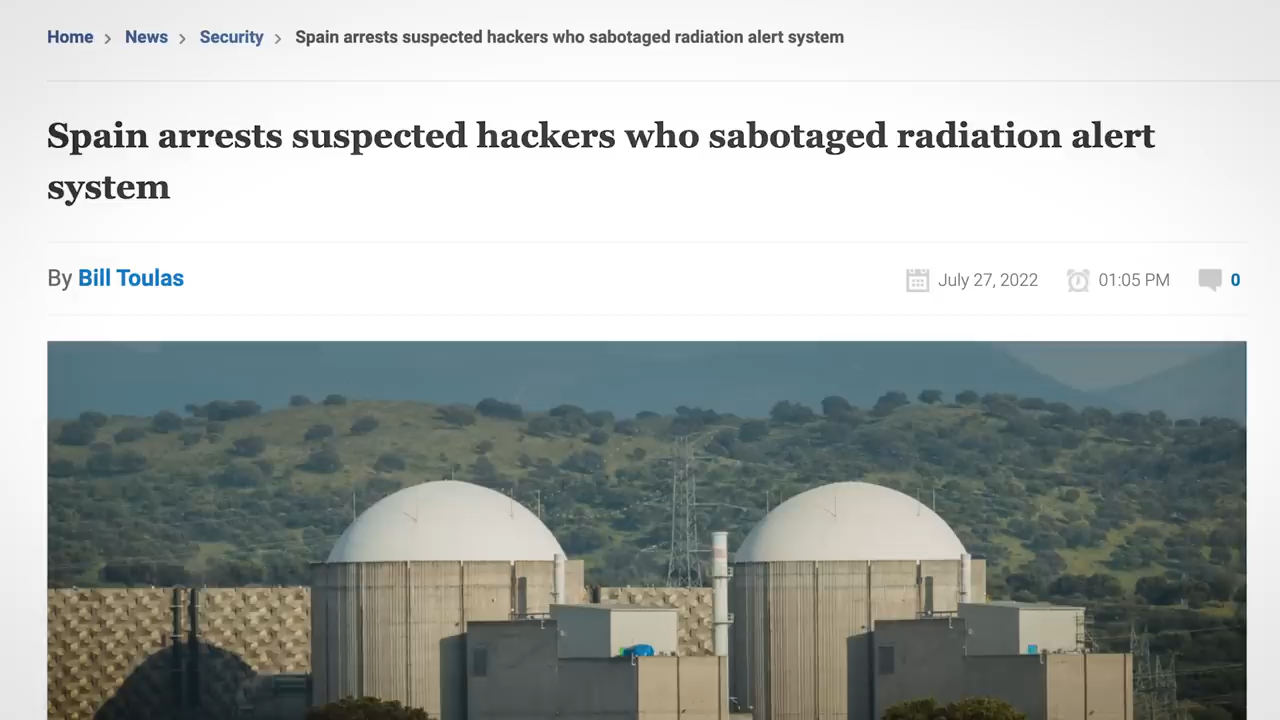 Home > News > Security > Spain arrests suspected hackers who sabotaged radiation alert system
Spain arrests suspected hackers who sabotaged radiation alert
system
By Bill Toulas
July 27, 2022
01:05 PM
0